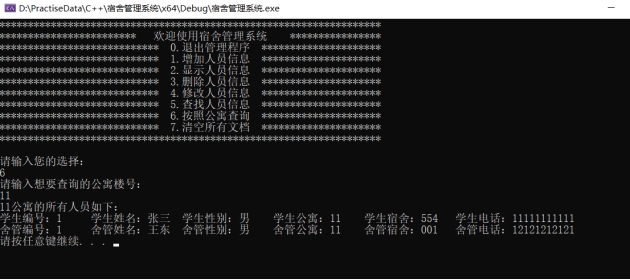 D:\PractiseData\C++\宿舍管理系统\x64\Debug\宿舍管理系统.exe
******************************************************************
************************   欢迎使用宿舍管理系统   ****************
****************************  0.退出管理程序  *********************
****************************  1.增加人员信息  *********************
****************************  2.显示人员信息  *********************
****************************  3.删除人员信息  *********************
****************************  4.修改人员信息  *********************
****************************  5.查找人员信息  *********************
****************************  6.按照公寓查询  *********************
****************************  7.清空所有文档  *********************
******************************************************************
请输入您的选择：
6
请输入想要查询的公寓楼号：
11
11公寓的所有人员如下：
学生编号：1 学生姓名：张三 学生性别：男 学生公寓：11 学生宿舍：554 学生电话：11111111111
舍管编号：1 舍管姓名：王东 舍管性别：男 舍管公寓：11 舍管宿舍：001 舍管电话：12121212121
请按任意键继续. . .